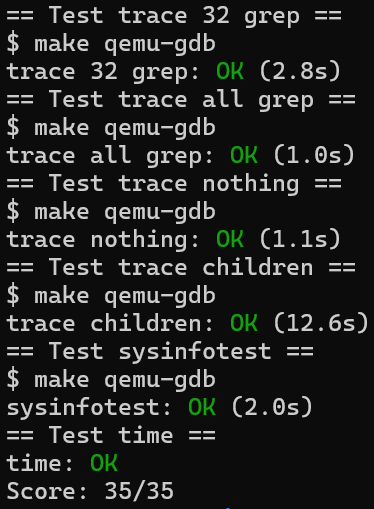 == Test trace 32 grep ==
$ make qemu-gdb
trace 32 grep: OK (2.8s)
== Test trace all grep ==
$ make qemu-gdb
trace all grep: OK (1.0s)
== Test trace nothing ==
$ make qemu-gdb
trace nothing: OK (1.1s)
== Test trace children ==
$ make qemu-gdb
trace children: OK (12.6s)
== Test sysinfotest ==
$ make qemu-gdb
sysinfotest: OK (2.0s)
== Test time ==
time: OK
Score: 35/35